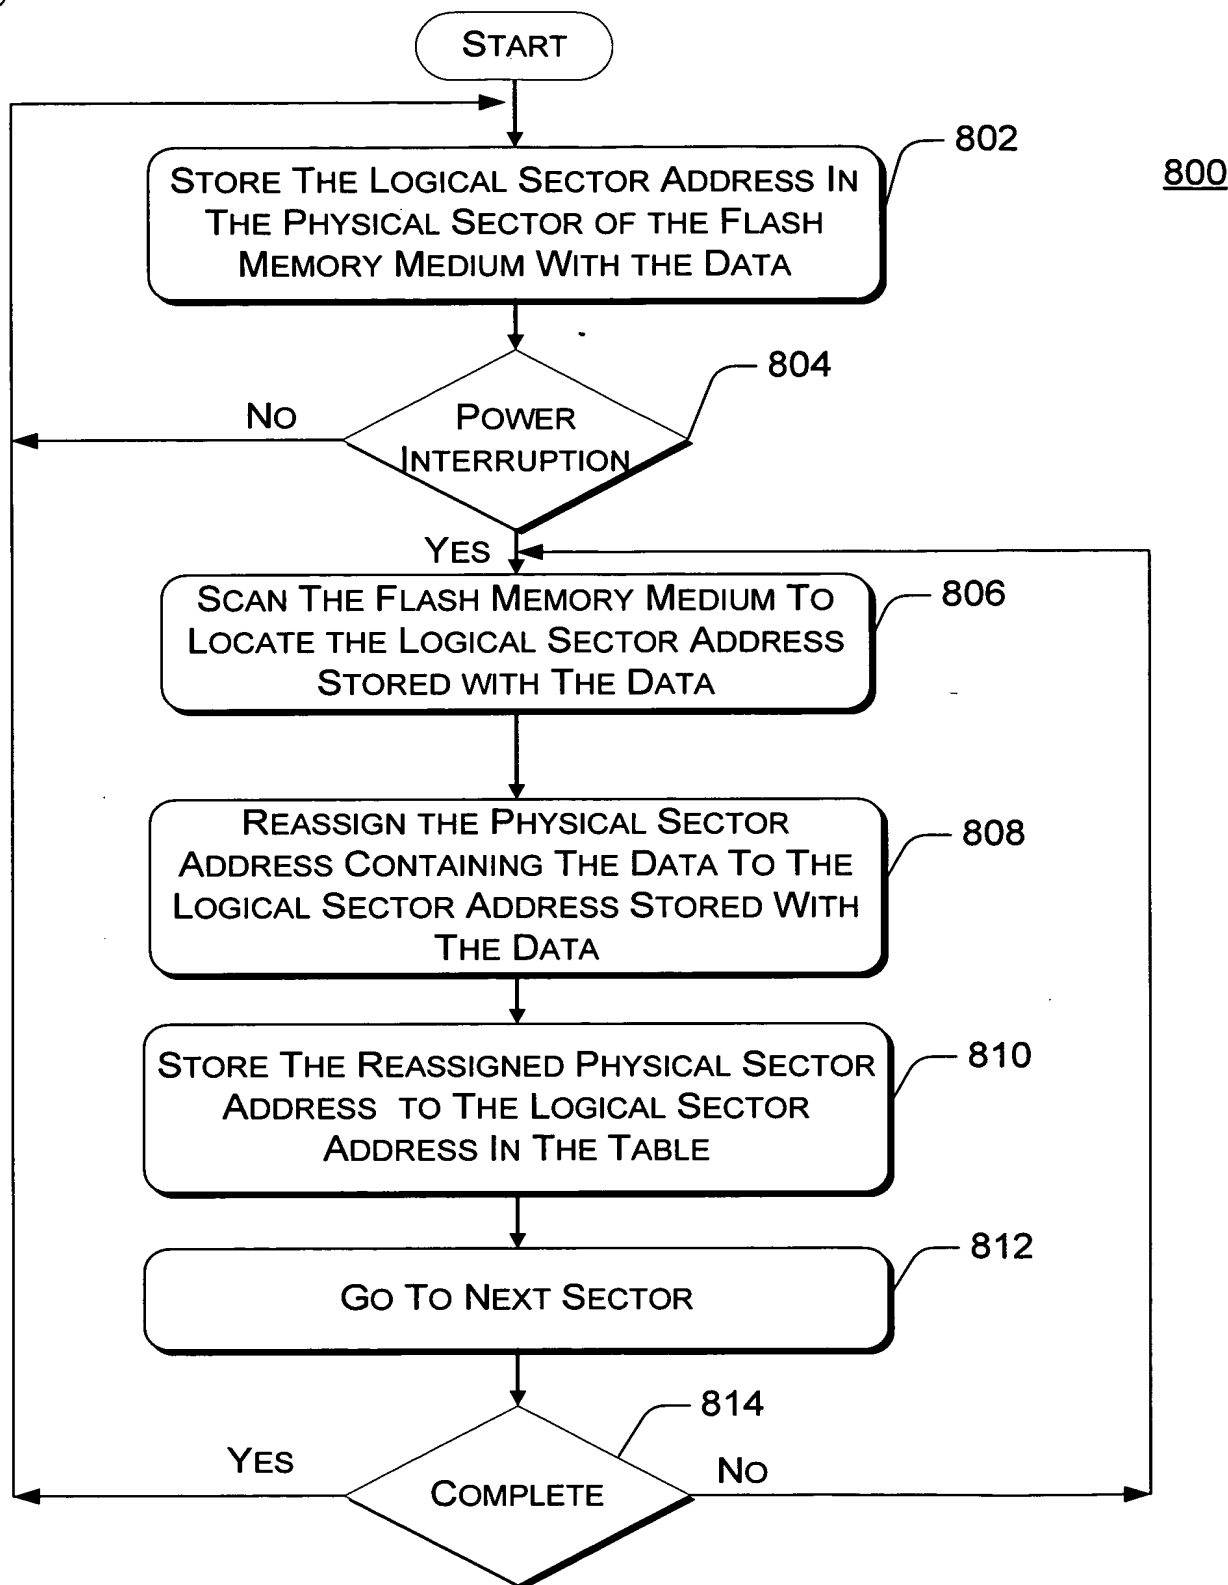 START
802
800
STORE THE LOGICAL SECTOR ADDRESS IN
THE PHYSICAL SECTOR OF THE FLASH
MEMORY MEDIUM WITH THE DATA
804
NO
POWER
INTERRUPTION
YES
806
SCAN THE FLASH MEMORY MEDIUM TO
LOCATE THE LOGICAL SECTOR ADDRESS
STORED WITH THE DATA
808
REASSIGN THE PHYSICAL SECTOR
ADDRESS CONTAINING THE DATA TO THE
LOGICAL SECTOR ADDRESS STORED WITH
THE DATA
810
STORE THE REASSIGNED PHYSICAL SECTOR
ADDRESS TO THE LOGICAL SECTOR
ADDRESS IN THE TABLE
812
GO TO NEXT SECTOR
814
YES
NO
COMPLETE